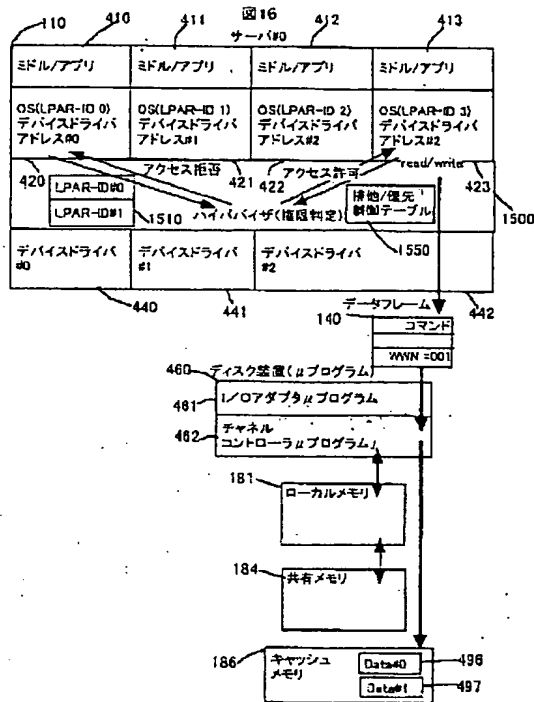 図16
サーバ#0
110
410
411
412
413
ミドル/アプリ
ミドル/アプリ
ミドル/アプリ
ミドル/アプリ
OS(LPAR-ID 0)
デバイスドライバ
アドレス#0
OS(LPAR-ID 1)
デバイスドライバ
アドレス#1
OS(LPAR-ID 2)
デバイスドライバ
アドレス#2
OS(LPAR-ID 3)
デバイスドライバ
アドレス#2
420
アクセス拒否
421
422
アクセス許可
read/write
423
LPAR-ID#0
LPAR-ID#1
1510
ハイパバイザ(権限判定)
排他/優先
制御テーブル
1550
1500
デバイスドライバ
#0
デバイスドライバ
#1
デバイスドライバ
#2
440
441
442
データフレーム
140
コマンド
WWN =001
460
ディスク装置(μプログラム)
461
I/Oアダプタμプログラム
462
チャネル
コントローラμプログラム
181
ローカルメモリ
184
共有メモリ
186
キャッシュ
メモリ
Data#0
496
Data#1
497